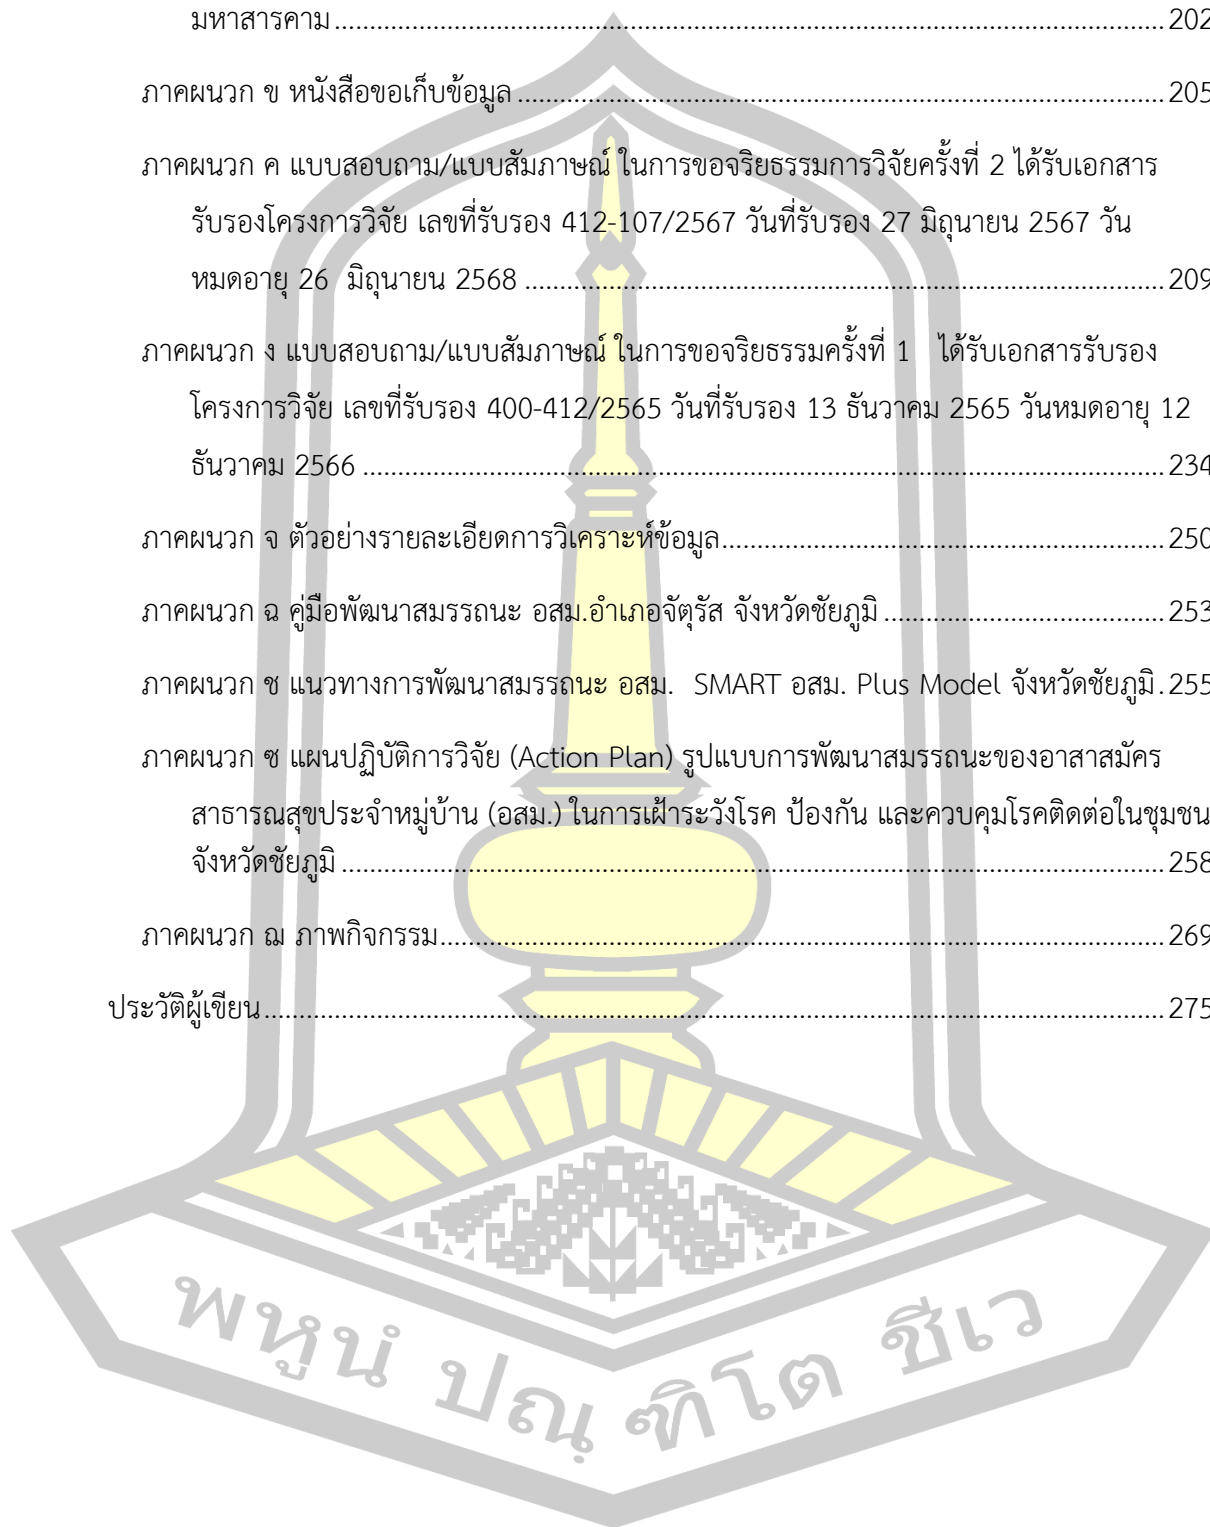 มหาสารคาม ........................................................................ 202
ภาคผนวก ข หนังสือขอเก็บข้อมูล ........................................................................ 205
ภาคผนวก ค แบบสอบถาม/แบบสัมภาษณ์ ในการขอจริยธรรมการวิจัยครั้งที่ 2 ได้รับเอกสาร
รับรองโครงการวิจัย เลขที่รับรอง 412-107/2567 วันที่รับรอง 27 มิถุนายน 2567 วัน
หมดอายุ 26 มิถุนายน 2568 ........................................................................ 209
ภาคผนวก ง แบบสอบถาม/แบบสัมภาษณ์ ในการขอจริยธรรมครั้งที่ 1 ได้รับเอกสารรับรอง
โครงการวิจัย เลขที่รับรอง 400-412/2565 วันที่รับรอง 13 ธันวาคม 2565 วันหมดอายุ 12
ธันวาคม 2566 ........................................................................ 234
ภาคผนวก จ ตัวอย่างรายละเอียดการวิเคราะห์ข้อมูล ........................................................................ 250
ภาคผนวก ฉ คู่มือพัฒนาสมรรถนะ อสม.อำเภอจัตุรัส จังหวัดชัยภูมิ .................................... 253
ภาคผนวก ช แนวทางการพัฒนาสมรรถนะ อสม. SMART อสม. Plus Model จังหวัดชัยภูมิ . 255
ภาคผนวก ซ แผนปฏิบัติการวิจัย (Action Plan) รูปแบบการพัฒนาสมรรถนะของอาสาสมัคร
สาธารณสุขประจำหมู่บ้าน (อสม.) ในการเฝ้าระวังโรค ป้องกัน และควบคุมโรคติดต่อในชุมชน
จังหวัดชัยภูมิ ........................................................................ 258
ภาคผนวก ฌ ภาพกิจกรรม ........................................................................ 269
ประวัติผู้เขียน ........................................................................ 275
พหูนํ ปณฺฑิโต ชีเว